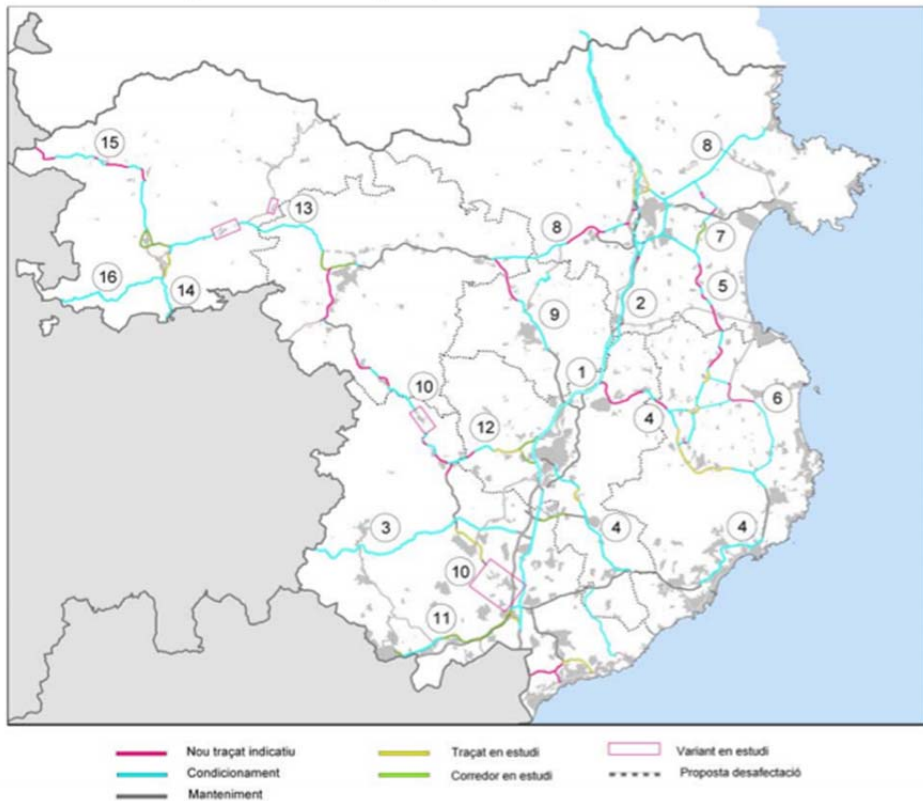 15
8
13
8
7
16
14
5
2
9
1
10
6
12
4
3
4
4
10
11
Nou traçat indicatiu
Traçat en estudi
Variant en estudi
Condicionament
Corredor en estudi
Proposta desafectació
Manteniment